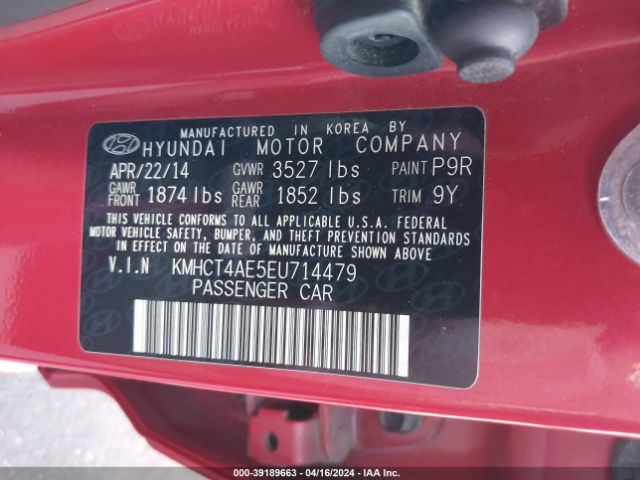 MANUFACTURED IN KOREA BY
HYUNDAI MOTOR COMPANY
APR/22/14 GVWR 3527 lbs PAINT P9R
GAWR FRONT 1874 lbs GAWR REAR 1852 lbs TRIM 9Y
THIS VEHICLE CONFORMS TO ALL APPLICABLE U.S.A. FEDERAL
MOTOR VEHICLE SAFETY, BUMPER, AND THEFT PREVENTION STANDARDS
IN EFFECT ON THE DATE OF MANUFACTURE SHOWN ABOVE
V.I.N KMHCT4AE5EU714479
PASSENGER CAR
000-39189663 - 04/16/2024 - IAA Inc.